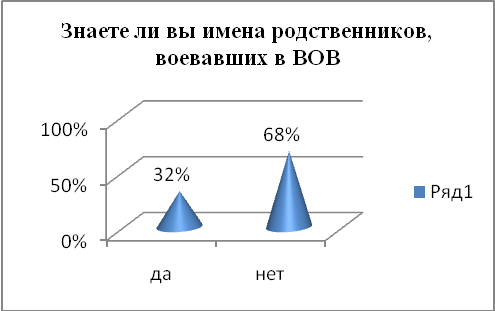 Знаете ли вы имена родственников,
воевавших в ВОВ
100%
50%
0%
32%
68%
да
нет
Ряд1